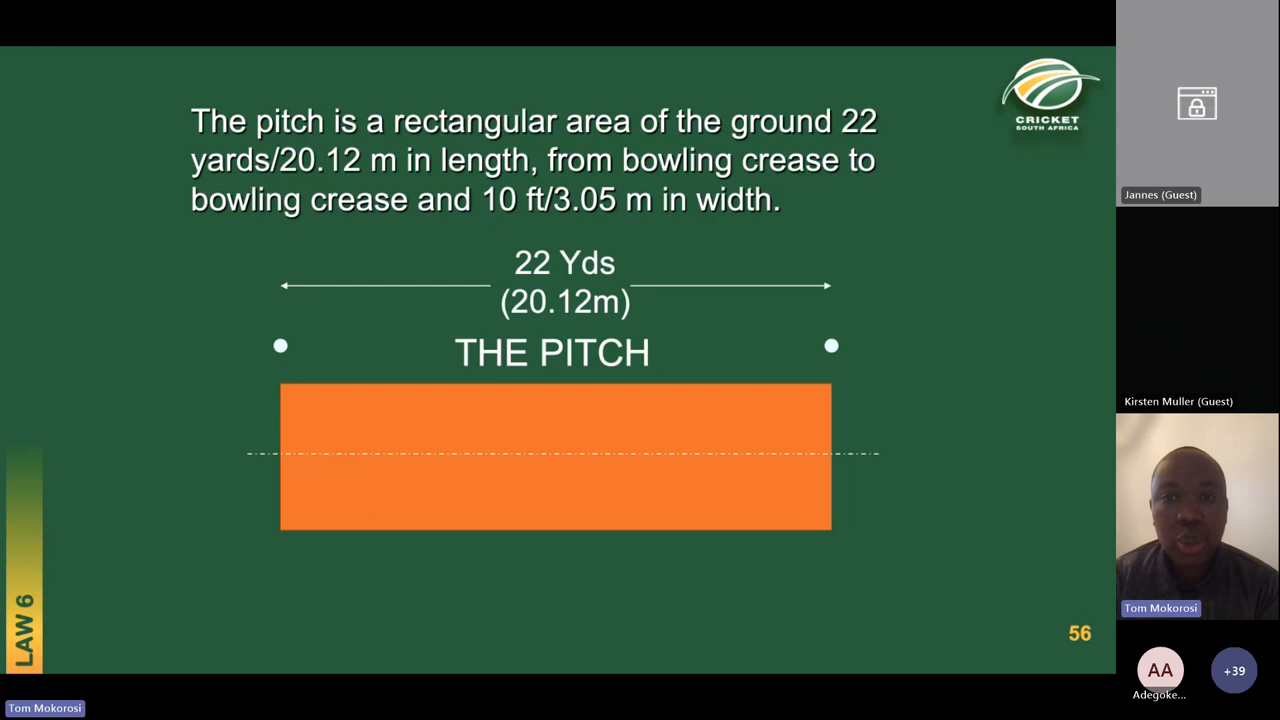 The pitch is a rectangular area of the ground 22
yards/20.12 m in length, from bowling crease to
bowling crease and 10 ft/3.05 m in width.
22 Yds
(20.12m)
THE PITCH
LAW 6
56
CRICKET
SOUTH AFRICA
Jannes (Guest)
Kirsten Muller (Guest)
Tom Mokorosi
AA
Adegoke...
+39
Tom Mokorosi